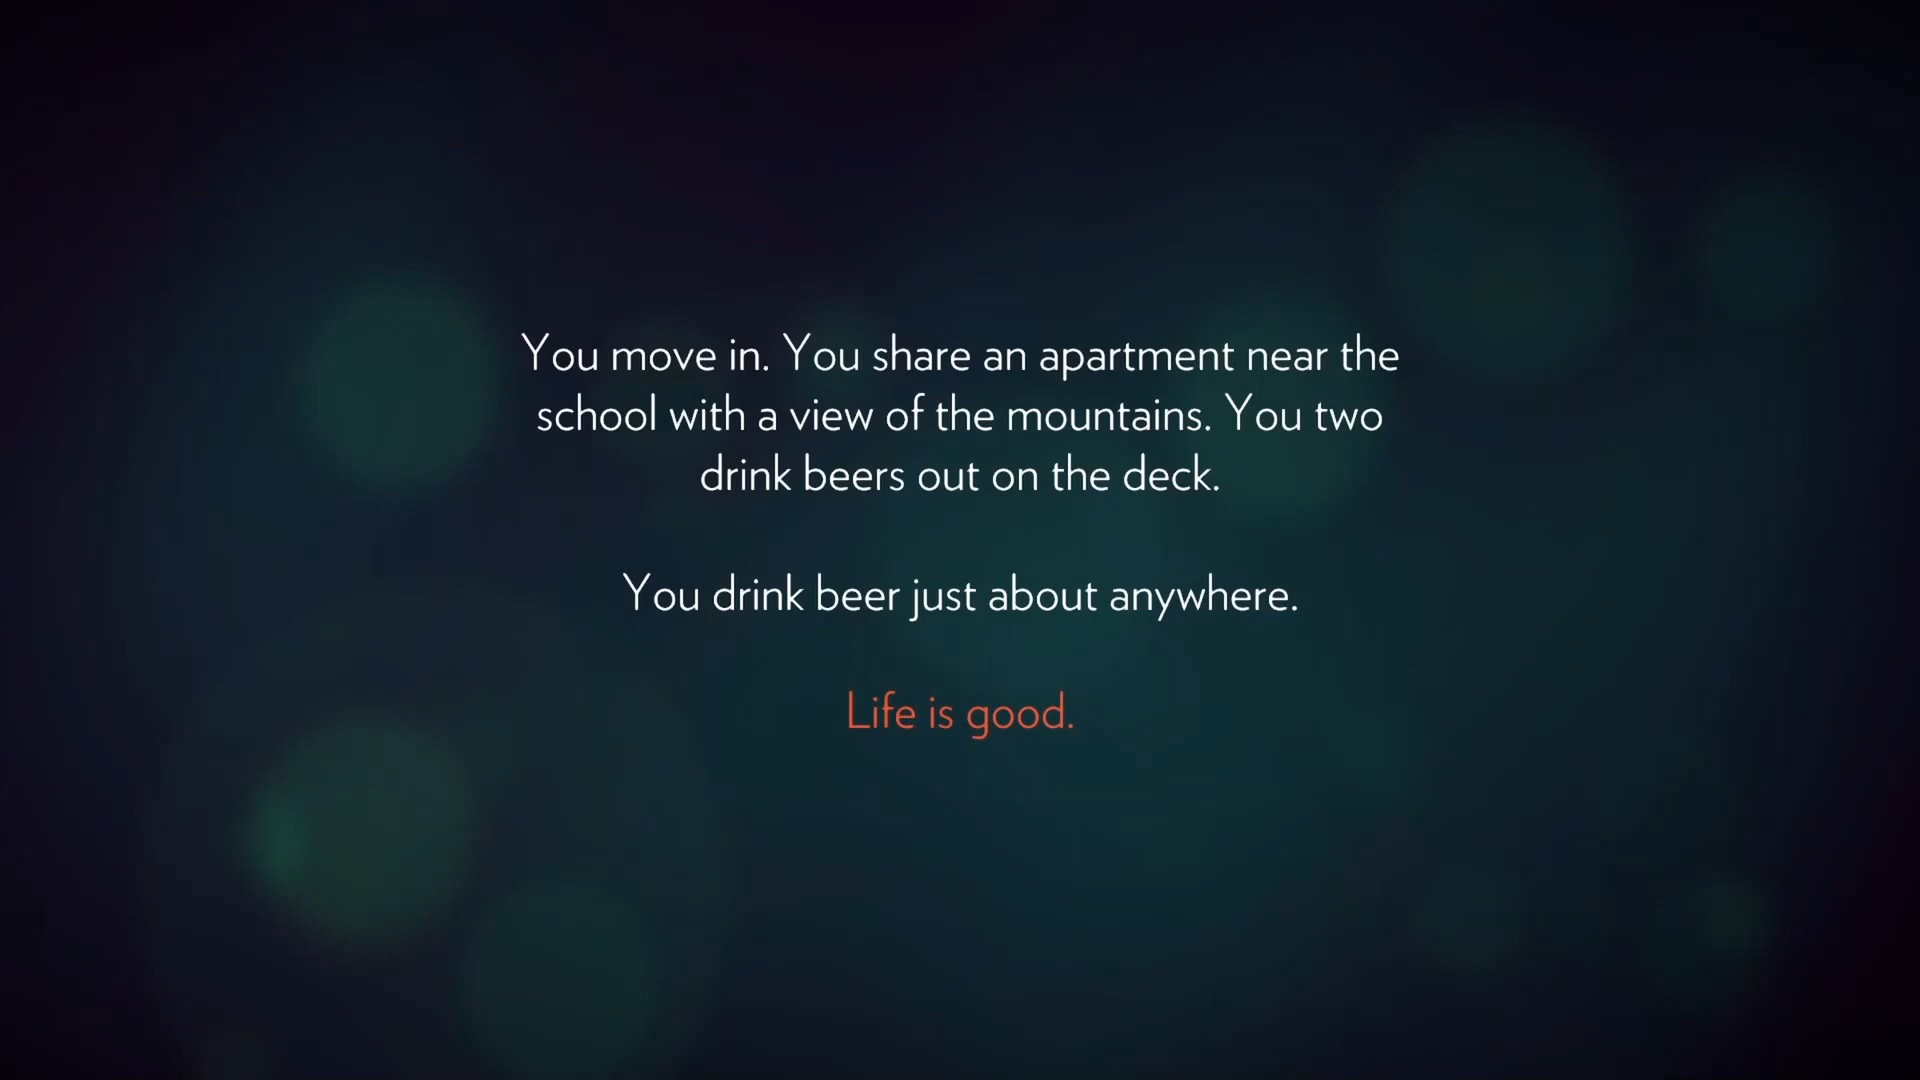 You move in. You share an apartment near the
school with a view of the mountains. You two
drink beers out on the deck.
You drink beer just about anywhere.
Life is good.